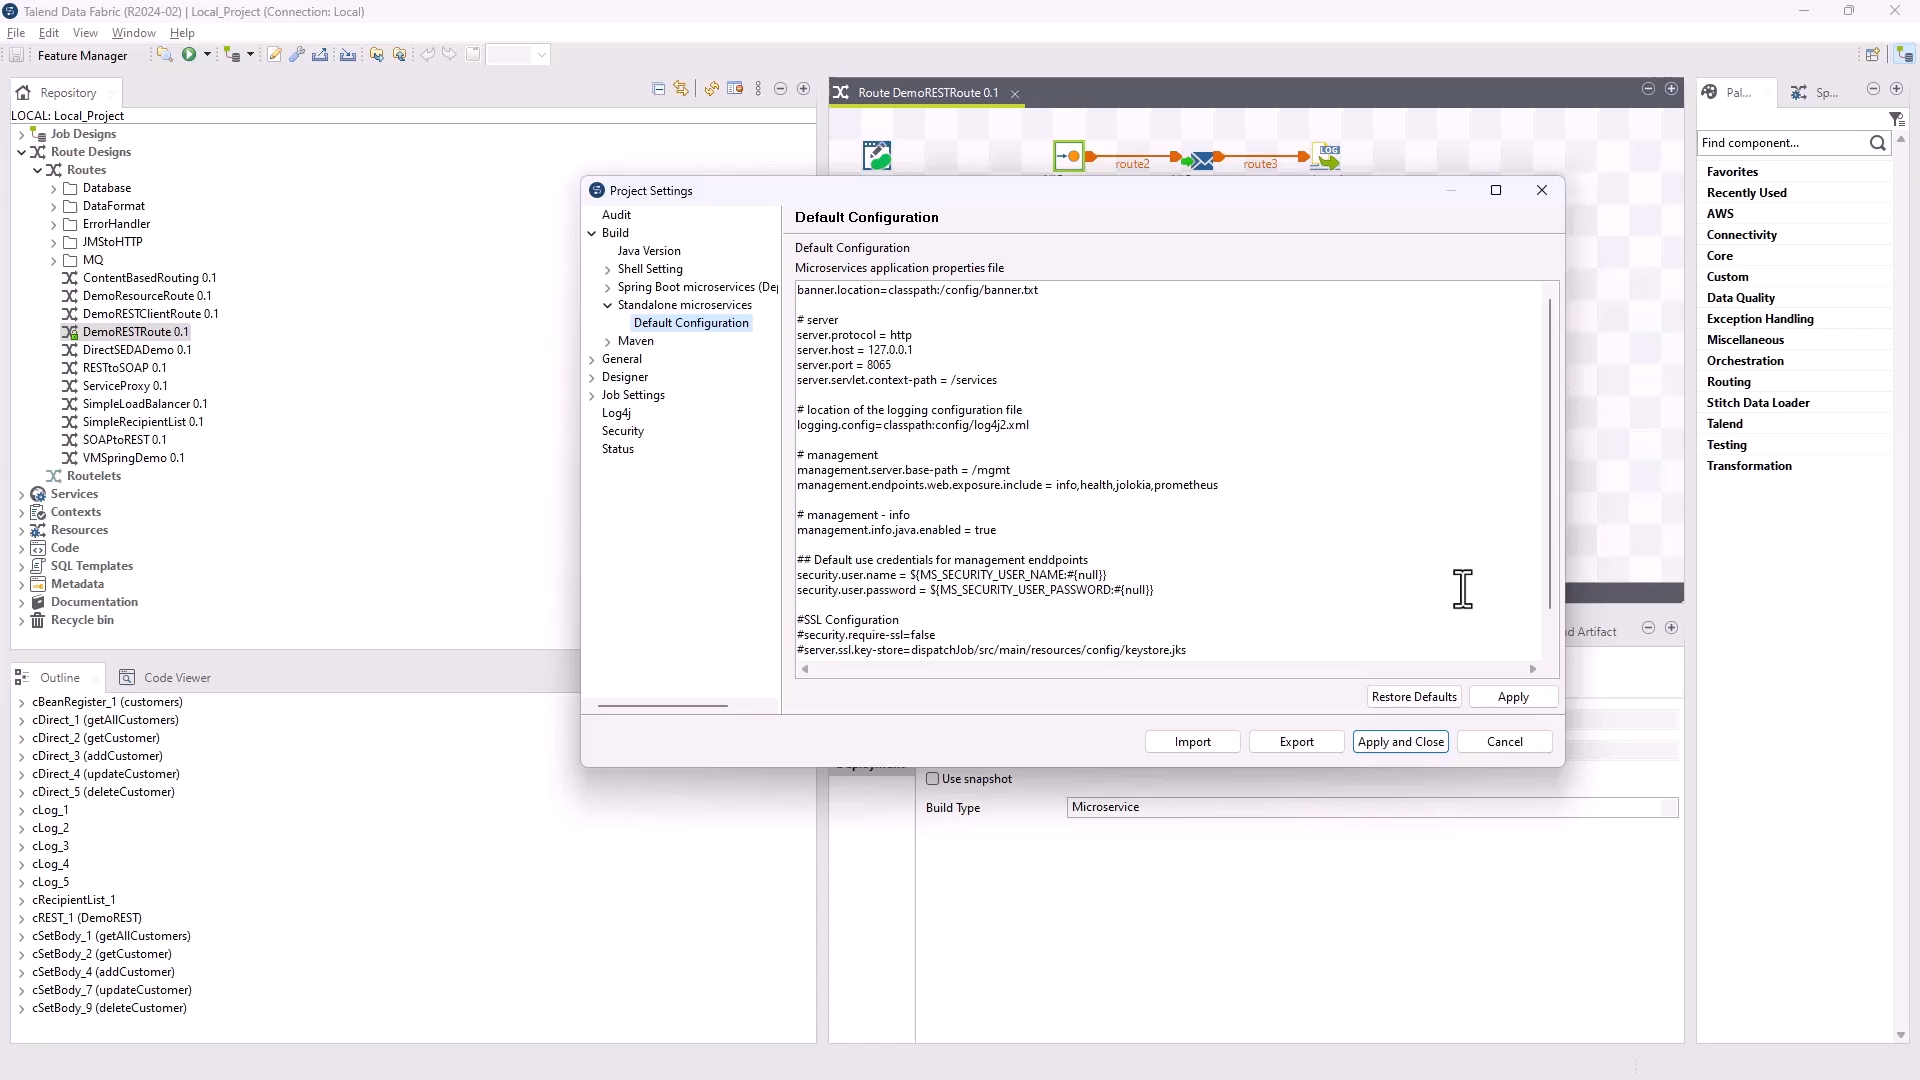 Talend Data Fabric (R2024-02) | Local_Project (Connection: Local)
File Edit View Window Help
Feature Manager
Repository
LOCAL: Local_Project
Job Designs
Route Designs
Routes
Database
DataFormat
ErrorHandler
JMStoHTTP
MQ
ContentBasedRouting 0.1
DemoResourceRoute 0.1
DemoRESTClientRoute 0.1
DemoRESTRoute 0.1
DirectSEDADemo 0.1
RESTtoSOAP 0.1
ServiceProxy 0.1
SimpleLoadBalancer 0.1
SimpleRecipientList 0.1
SOAPtoREST 0.1
VMSpringDemo 0.1
Routelets
Services
Contexts
Resources
Code
SQL Templates
Metadata
Documentation
Recycle bin
Outline
Code Viewer
cBeanRegister_1 (customers)
cDirect_1 (getAllCustomers)
cDirect_2 (getCustomer)
cDirect_3 (addCustomer)
cDirect_4 (updateCustomer)
cDirect_5 (deleteCustomer)
cLog_1
cLog_2
cLog_3
cLog_4
cLog_5
cRecipientList_1
cREST_1 (DemoREST)
cSetBody_1 (getAllCustomers)
cSetBody_2 (getCustomer)
cSetBody_4 (addCustomer)
cSetBody_7 (updateCustomer)
cSetBody_9 (deleteCustomer)
Route DemoRESTRoute 0.1
route2
route3
LOG
Project Settings
Audit
Build
Java Version
Shell Setting
Spring Boot microservices (De
Standalone microservices
Default Configuration
Maven
General
Designer
Job Settings
Log4j
Security
Status
Default Configuration
Default Configuration
Microservices application properties file
banner.location=classpath:/config/banner.txt
# server
server.protocol = http
server.host = 127.0.0.1
server.port = 8065
server.servlet.context-path = /services
# location of the logging configuration file
logging.config=classpath:config/log4j2.xml
# management
management.server.base-path = /mgmt
management.endpoints.web.exposure.include = info,health,jolokia,prometheus
# management - info
management.info.java.enabled = true
## Default use credentials for management enddpoints
security.user.name = ${MS_SECURITY_USER_NAME:#{null}}
security.user.password = ${MS_SECURITY_USER_PASSWORD:#{null}}
#SSL Configuration
#security.require-ssl=false
#server.ssl.key-store=dispatchJob/src/main/resources/config/keystore.jks
Restore Defaults
Apply
Import
Export
Apply and Close
Cancel
nd Artifact
Use snapshot
Build Type
Microservice
Pal...
Sp...
Find component...
Favorites
Recently Used
AWS
Connectivity
Core
Custom
Data Quality
Exception Handling
Miscellaneous
Orchestration
Routing
Stitch Data Loader
Talend
Testing
Transformation